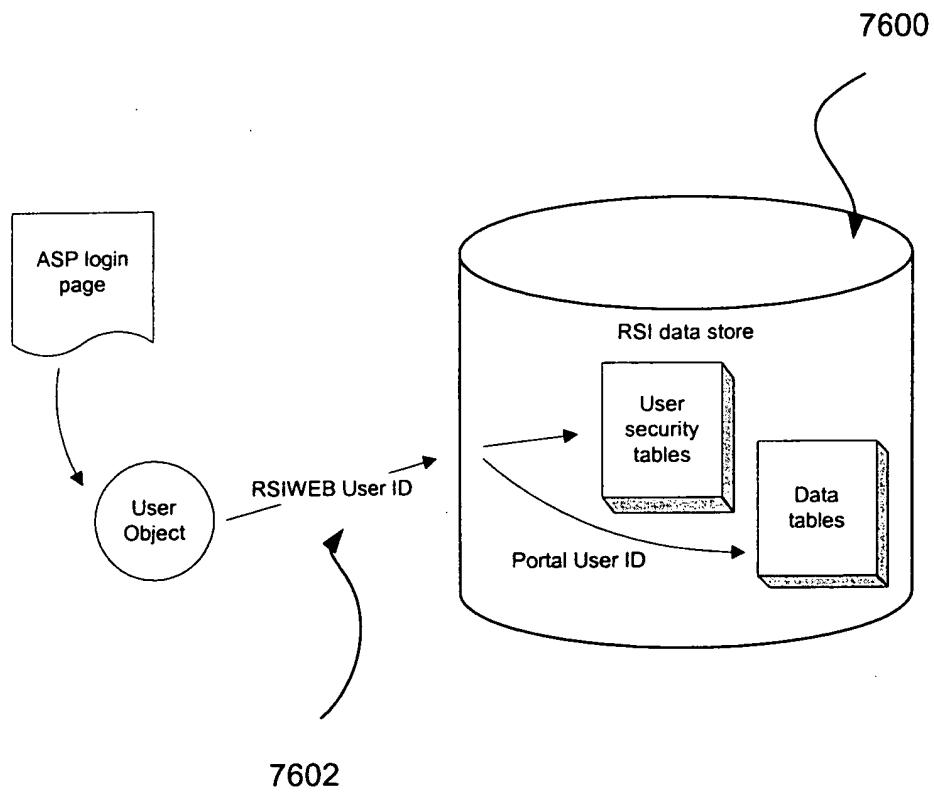 7600
ASP login
page
RSI data store
User
security
tables
RSIWEB User ID
User
Object
Data
tables
Portal User ID
7602